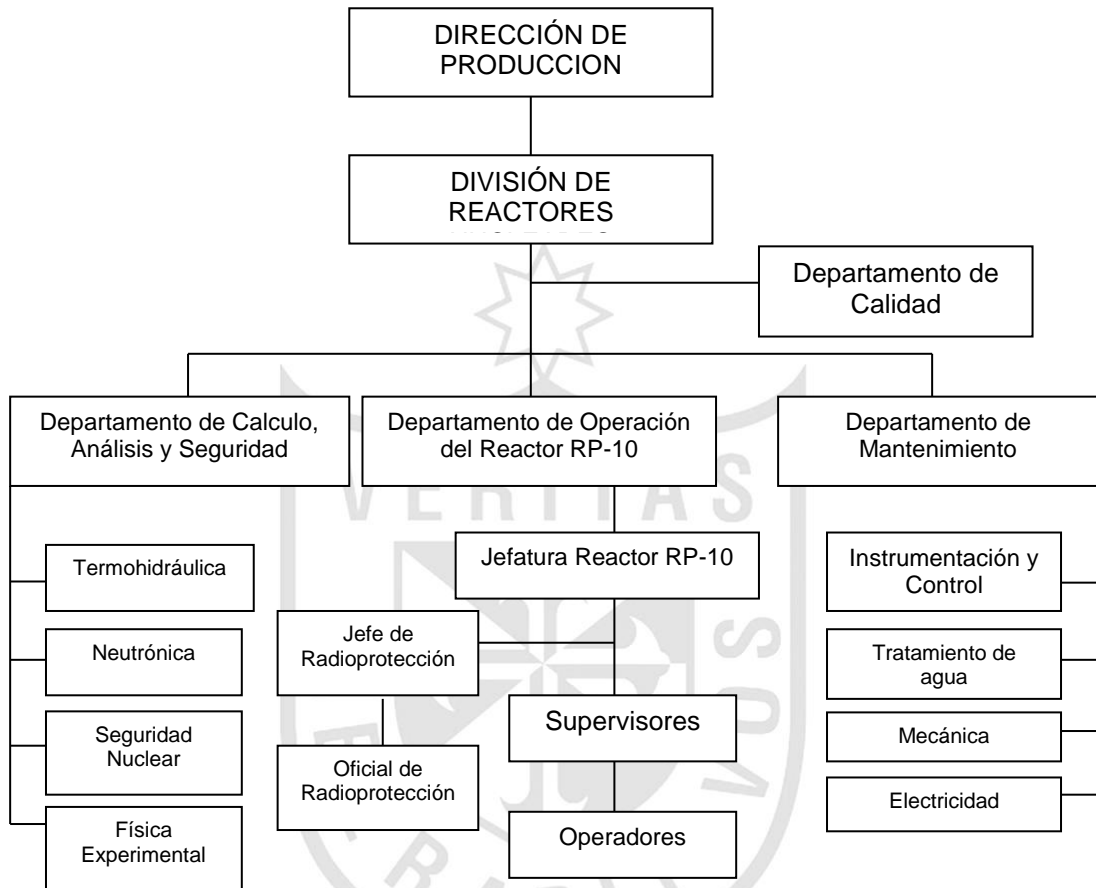 DIRECCIÓN DE
PRODUCCION
DIVISIÓN DE
REACTORES
Departamento de
Calidad
Departamento de Calculo,
Análisis y Seguridad
Departamento de Operación
del Reactor RP-10
Departamento de
Mantenimiento
VERITAS
Termohidráulica
Neutrónica
Seguridad
Nuclear
Física
Experimental
Jefatura Reactor RP-10
Jefe de
Radioprotección
Oficial de
Radioprotección
Supervisores
Operadores
Instrumentación y
Control
Tratamiento de
agua
Mecánica
Electricidad